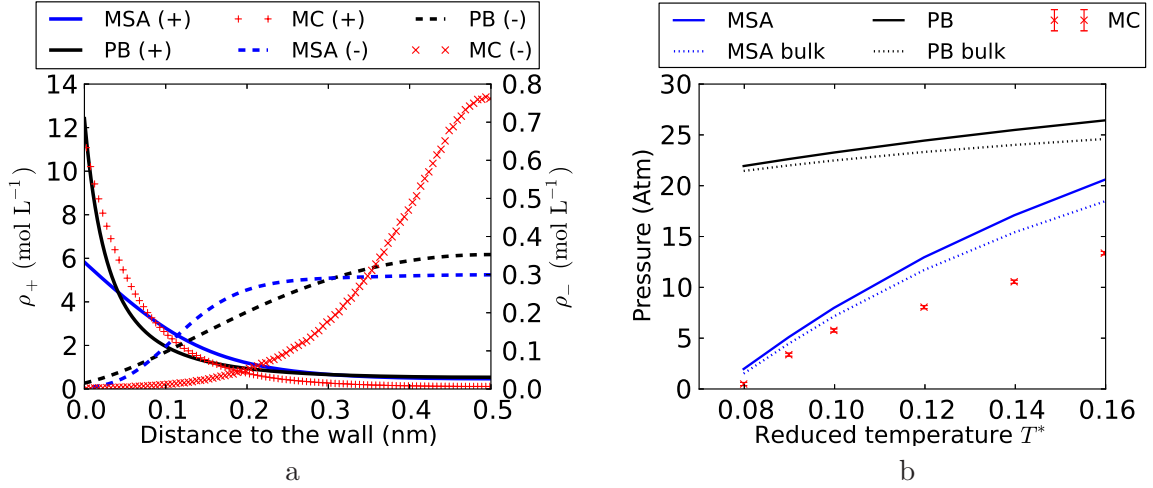 MSA (+) MC (+) PB (-)
PB (+) MSA (-) MC (-)
14
12
10
8
6
4
2
0
ρ₊ (mol L⁻¹)
0.8
0.7
0.6
0.5
0.4
0.3
0.2
0.1
0.0
ρ₋ (mol L⁻¹)
0.0 0.1 0.2 0.3 0.4 0.5
Distance to the wall (nm)
a
MSA PB MC
MSA bulk PB bulk
30
25
20
15
10
5
0
Pressure (Atm)
0.08 0.10 0.12 0.14 0.16
Reduced temperature T*
b